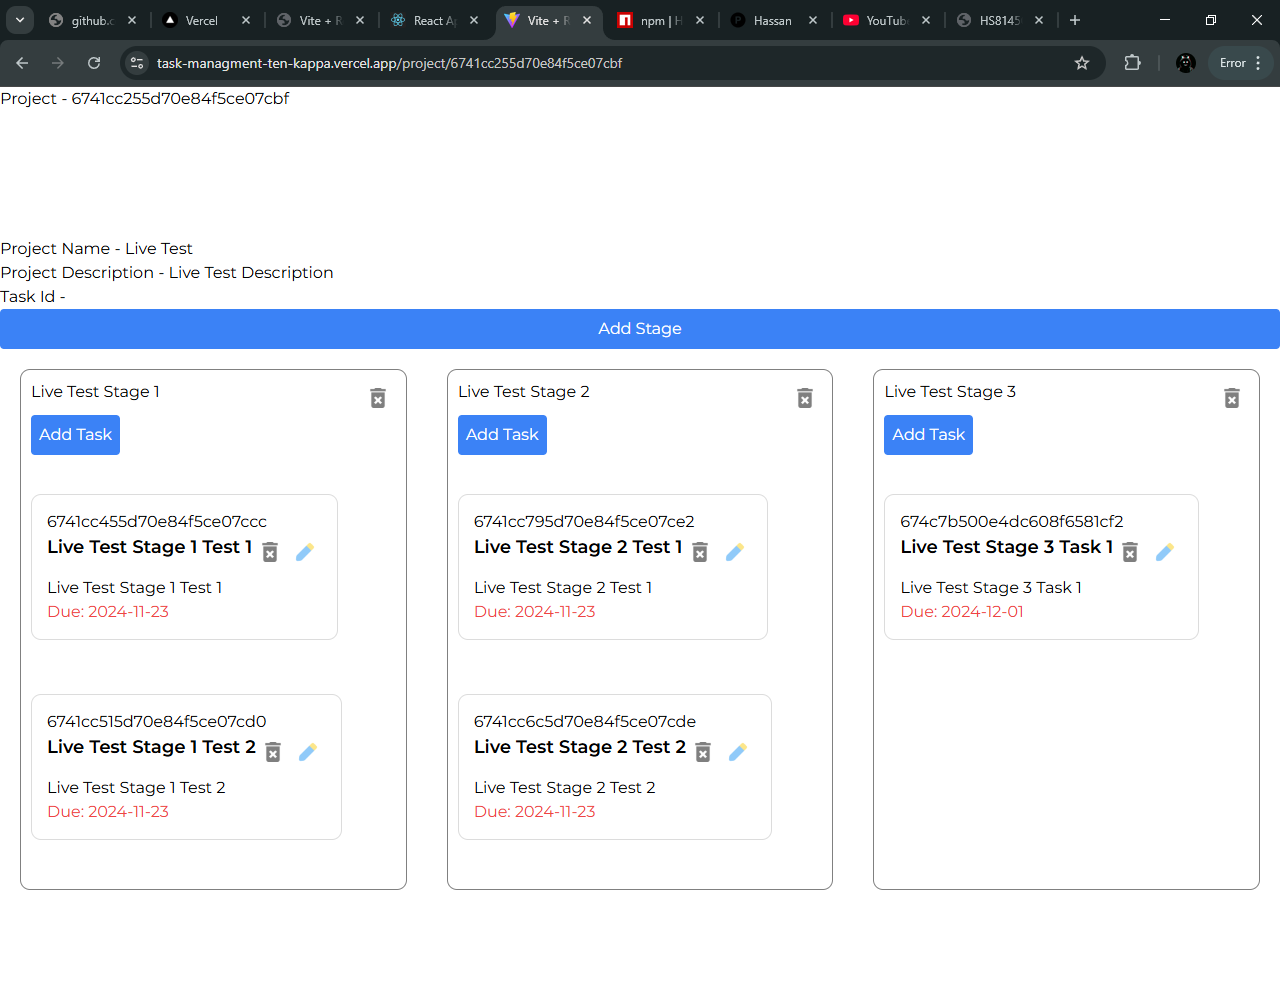 github.c
Vercel
Vite + R
React Ap
Vite + R
npm | H
Hassan
YouTub
HS8145
task-managment-ten-kappa.vercel.app/project/6741cc255d70e84f5ce07cbf
Error
Project - 6741cc255d70e84f5ce07cbf
Project Name - Live Test
Project Description - Live Test Description
Task Id -
Add Stage
Live Test Stage 1
Add Task
6741cc455d70e84f5ce07ccc
Live Test Stage 1 Test 1
Live Test Stage 1 Test 1
Due: 2024-11-23
6741cc515d70e84f5ce07cd0
Live Test Stage 1 Test 2
Live Test Stage 1 Test 2
Due: 2024-11-23
Live Test Stage 2
Add Task
6741cc795d70e84f5ce07ce2
Live Test Stage 2 Test 1
Live Test Stage 2 Test 1
Due: 2024-11-23
6741cc6c5d70e84f5ce07cde
Live Test Stage 2 Test 2
Live Test Stage 2 Test 2
Due: 2024-11-23
Live Test Stage 3
Add Task
674c7b500e4dc608f6581cf2
Live Test Stage 3 Task 1
Live Test Stage 3 Task 1
Due: 2024-12-01